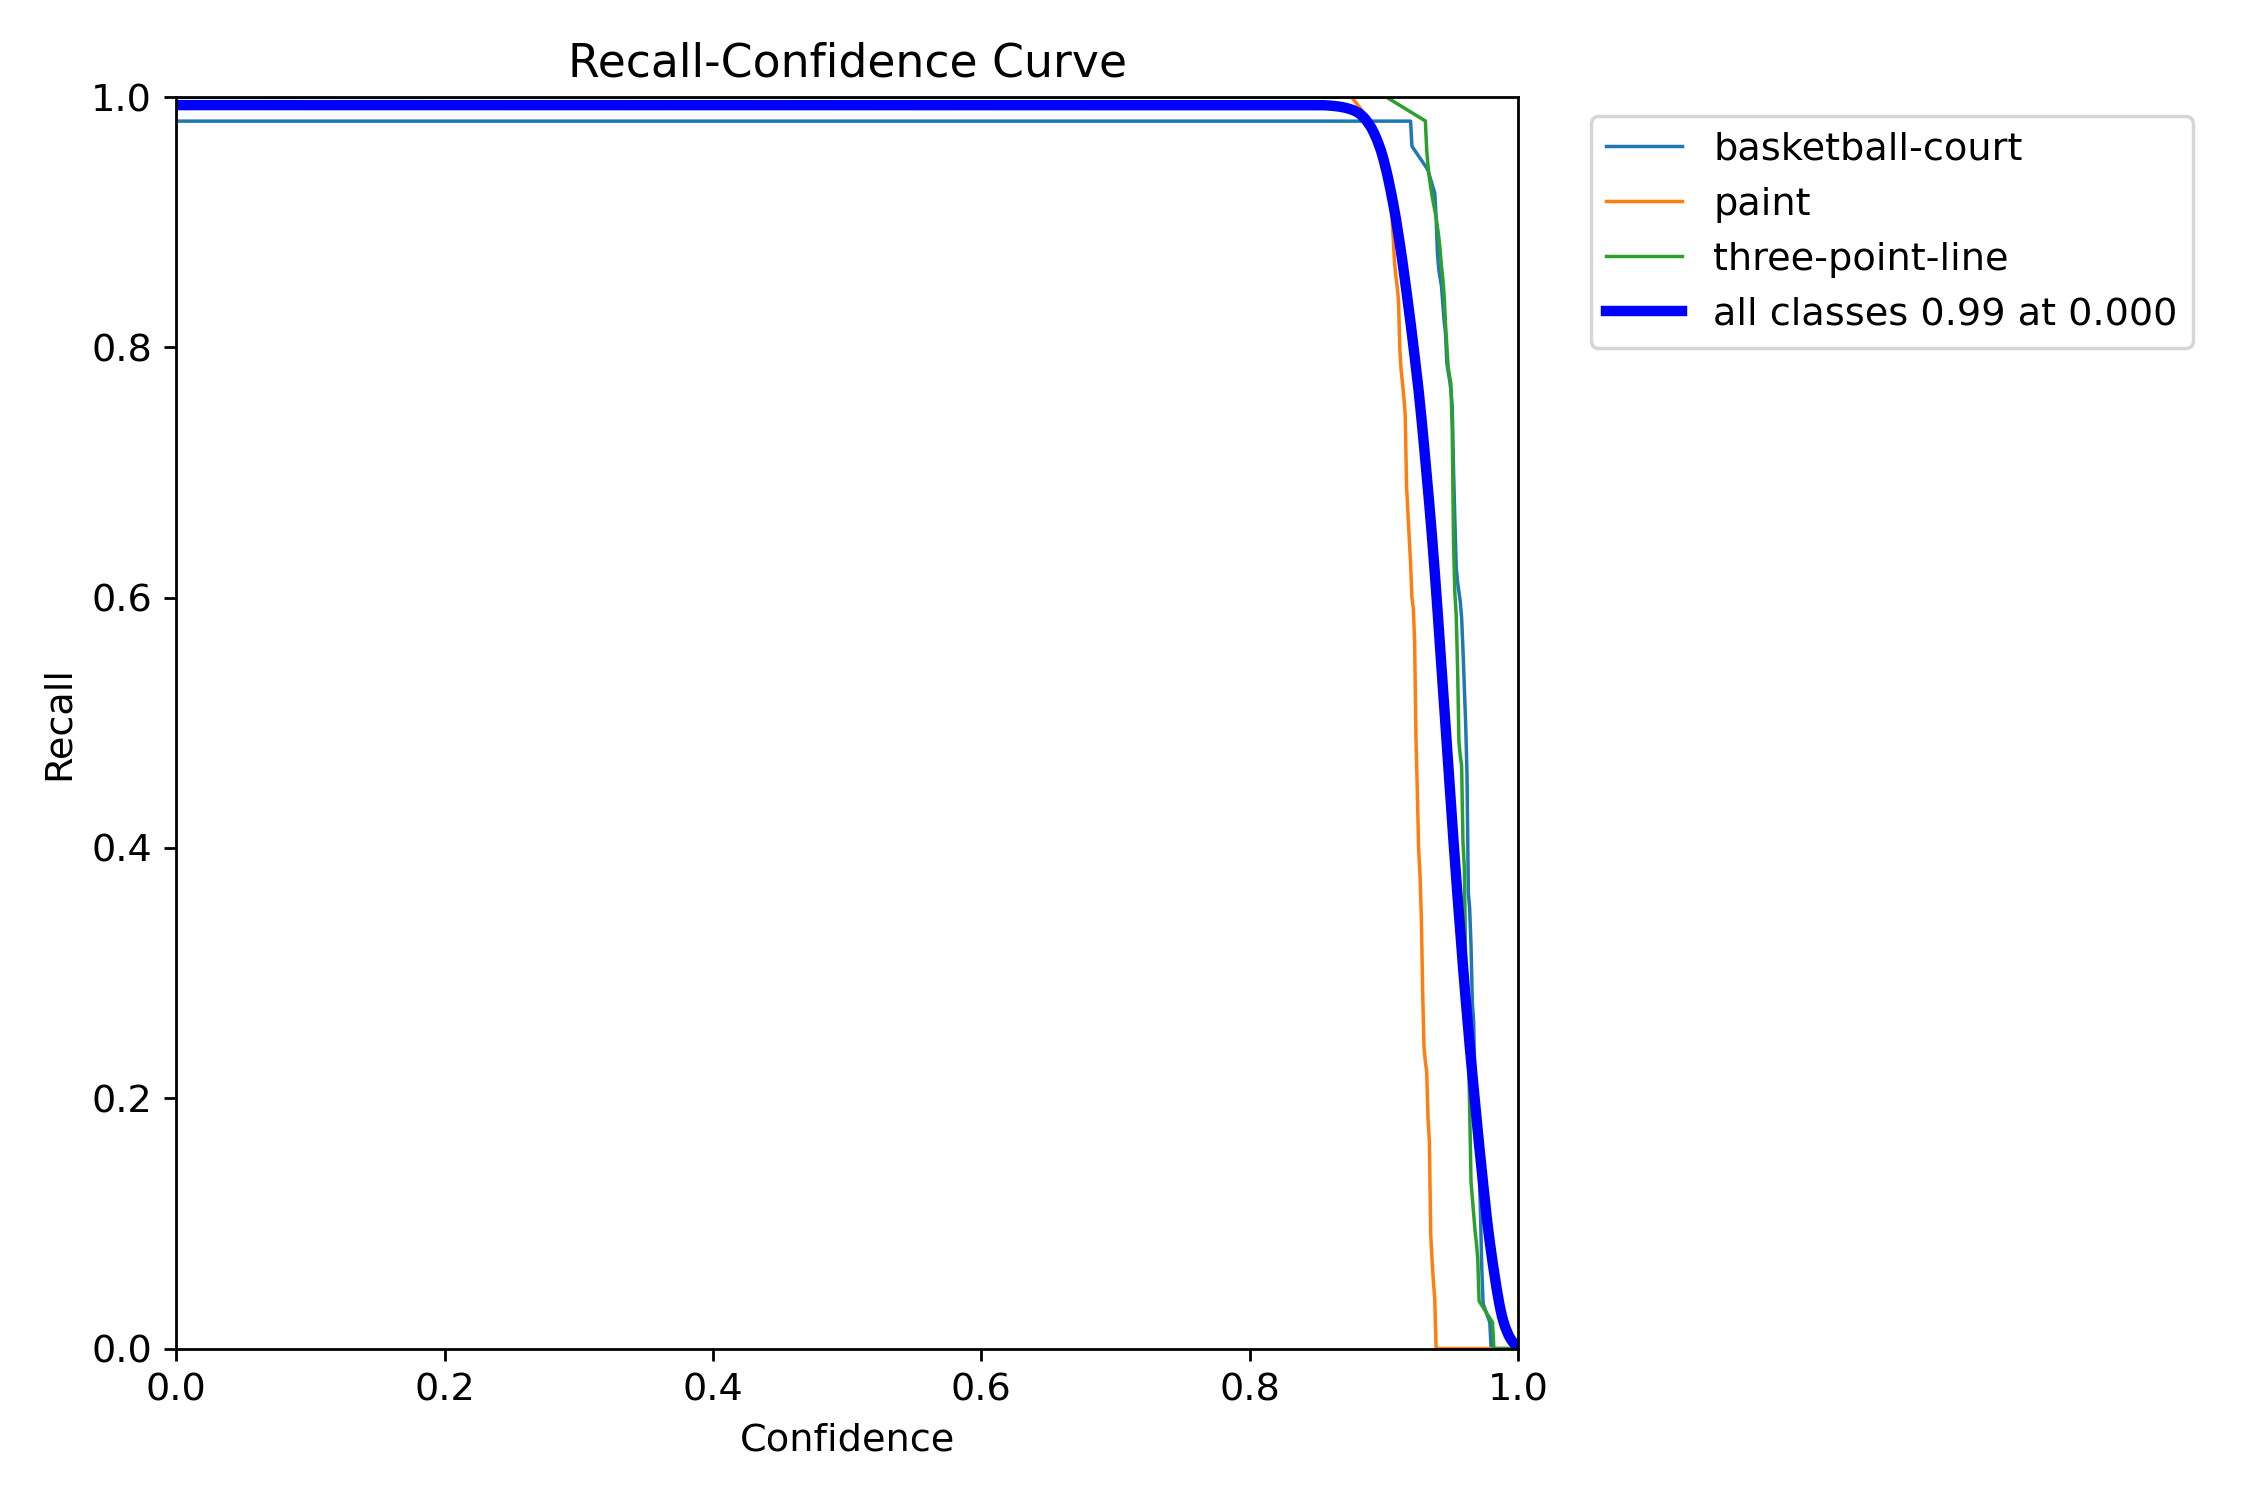 Recall-Confidence Curve
1.0
0.8
0.6
0.4
0.2
0.0
Recall
0.0 0.2 0.4 0.6 0.8 1.0
Confidence
basketball-court
paint
three-point-line
all classes 0.99 at 0.000